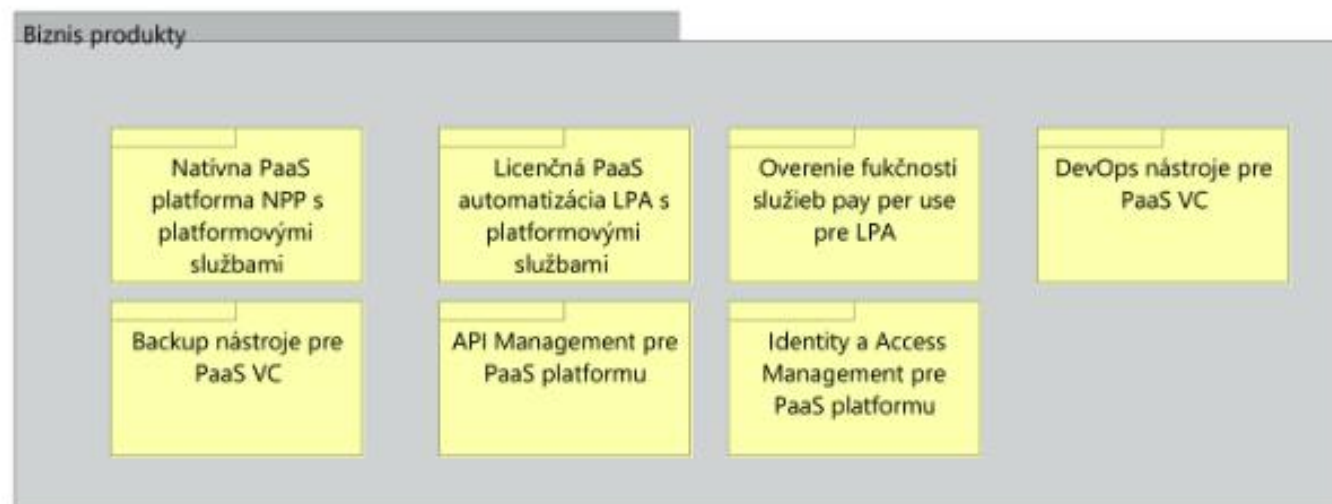 Biznis produkty
Natívna PaaS
platforma NPP s
platformovými
službami
Licenčná PaaS
automatizácia LPA s
platformovými
službami
Overenie fukčnosti
služieb pay per use
pre LPA
DevOps nástroje pre
PaaS VC
Backup nástroje pre
PaaS VC
API Management pre
PaaS platformu
Identity a Access
Management pre
PaaS platformu